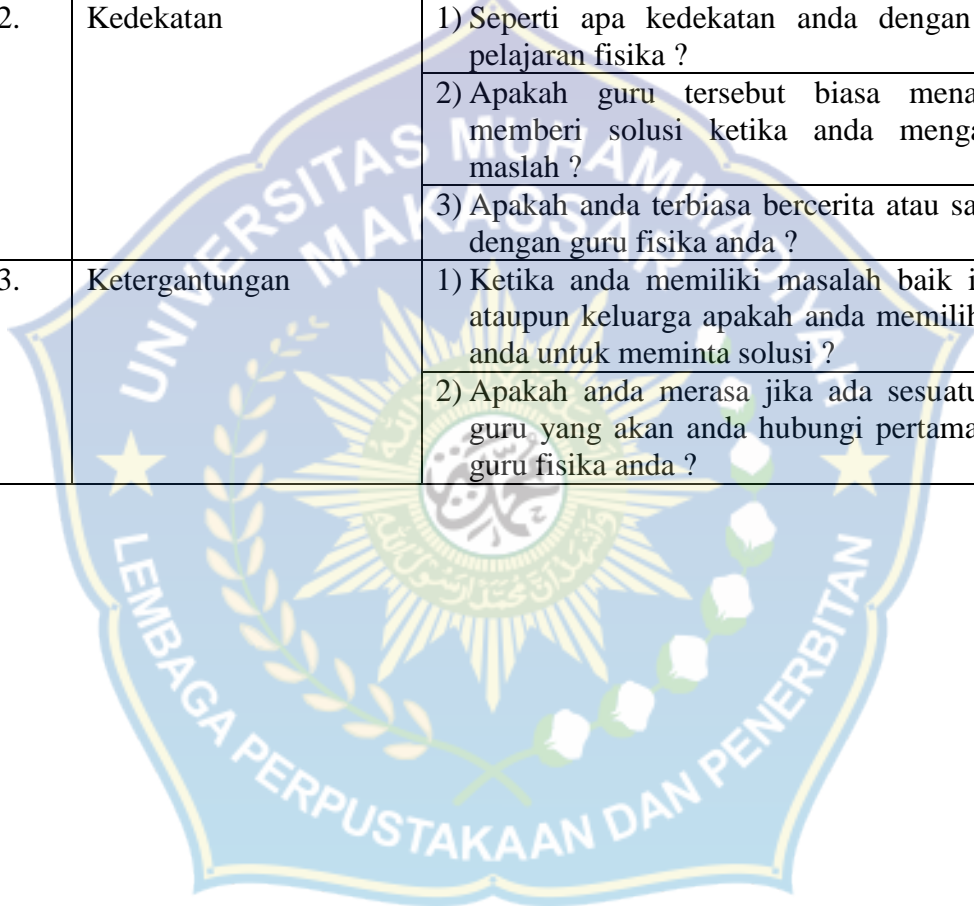 2. Kedekatan 1) Seperti apa kedekatan anda dengan
pelajaran fisika ?
2) Apakah guru tersebut biasa mena
memberi solusi ketika anda menga
maslah ?
3) Apakah anda terbiasa bercerita atau sa
dengan guru fisika anda ?
3. Ketergantungan 1) Ketika anda memiliki masalah baik i
ataupun keluarga apakah anda memilih
anda untuk meminta solusi ?
2) Apakah anda merasa jika ada sesuatu
guru yang akan anda hubungi pertama
guru fisika anda ?
UNIVERSITAS MUHAMMADIYAH
MAKASSAR
LEMBAGA PERPUSTAKAAN DAN PENERBITAN